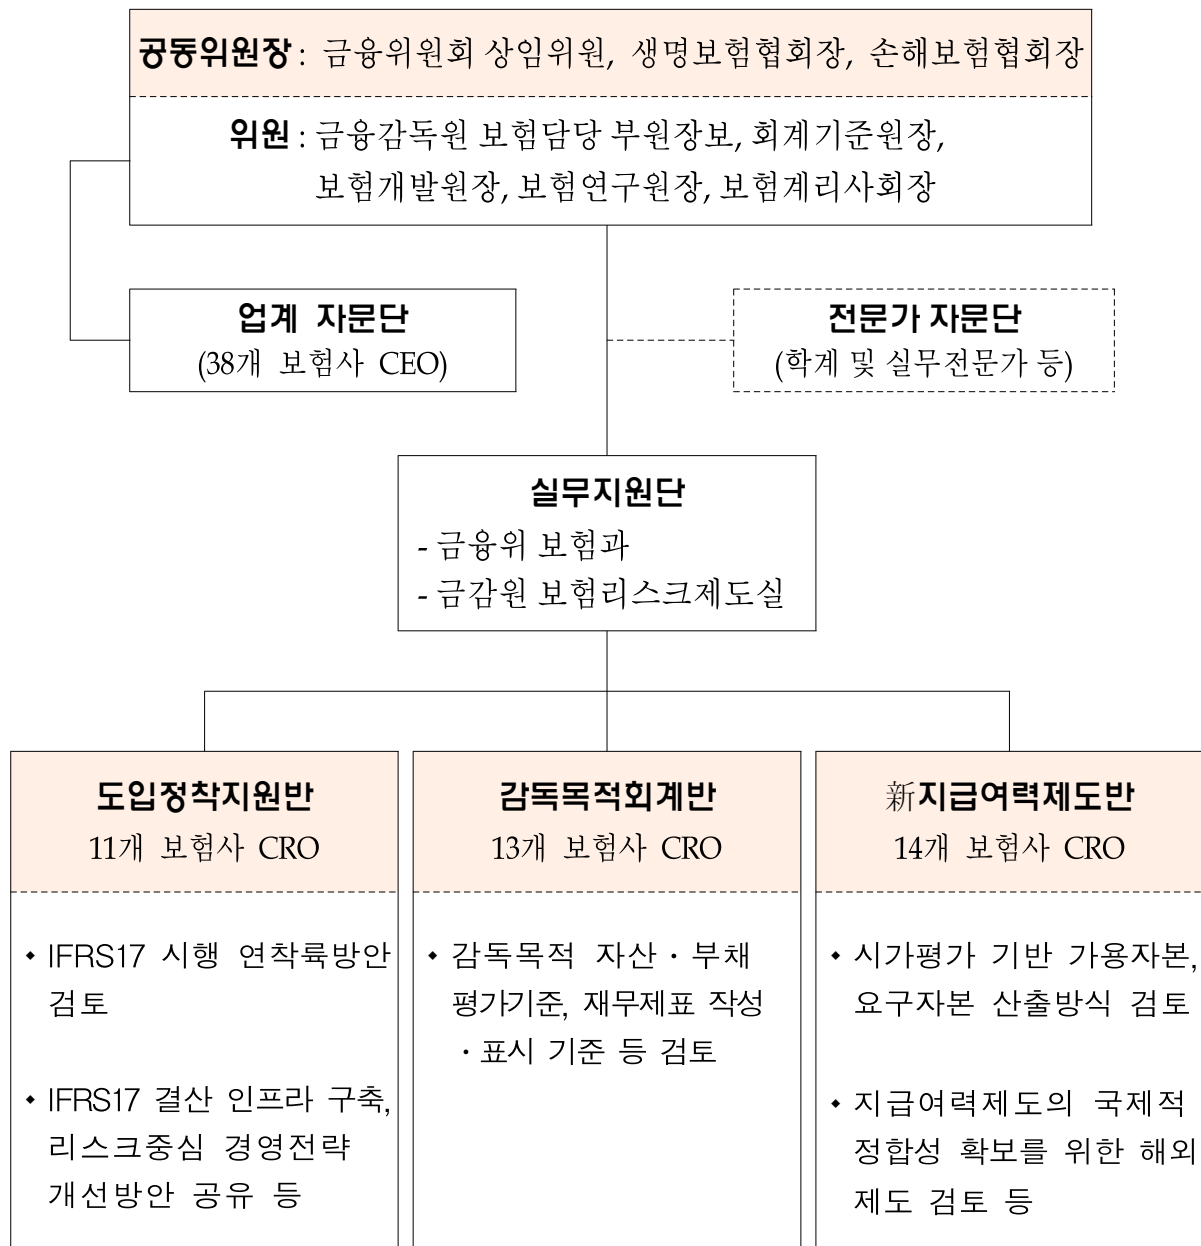 공동위원장 : 금융위원회 상임위원, 생명보험협회장, 손해보험협회장
위원 : 금융감독원 보험담당 부원장보, 회계기준원장,
보험개발원장, 보험연구원장, 보험계리사회장
업계 자문단
(38개 보험사 CEO)
전문가 자문단
(학계 및 실무전문가 등)
실무지원단
- 금융위 보험과
- 금감원 보험리스크제도실
도입정착지원반
11개 보험사 CRO
◆ IFRS17 시행 연착륙방안
검토
◆ IFRS17 결산 인프라 구축,
리스크중심 경영전략
개선방안 공유 등
감독목적회계반
13개 보험사 CRO
◆ 감독목적 자산·부채
평가기준, 재무제표 작성
·표시 기준 등 검토
新지급여력제도반
14개 보험사 CRO
◆ 시가평가 기반 가용자본,
요구자본 산출방식 검토
◆ 지급여력제도의 국제적
정합성 확보를 위한 해외
제도 검토 등